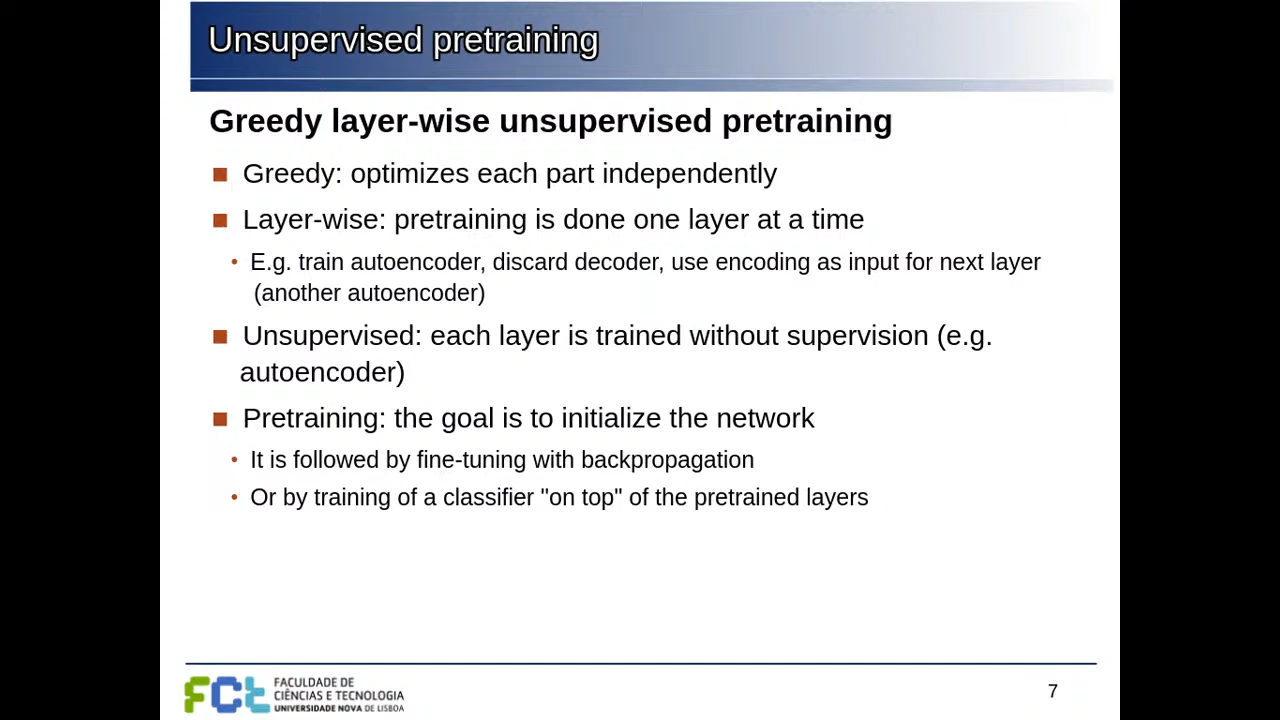 Unsupervised pretraining
Greedy layer-wise unsupervised pretraining
Greedy: optimizes each part independently
Layer-wise: pretraining is done one layer at a time
E.g. train autoencoder, discard decoder, use encoding as input for next layer
(another autoencoder)
Unsupervised: each layer is trained without supervision (e.g.
autoencoder)
Pretraining: the goal is to initialize the network
It is followed by fine-tuning with backpropagation
Or by training of a classifier "on top" of the pretrained layers
FCt
FACULDADE DE
CIÊNCIAS E TECNOLOGIA
UNIVERSIDADE NOVA DE LISBOA
7